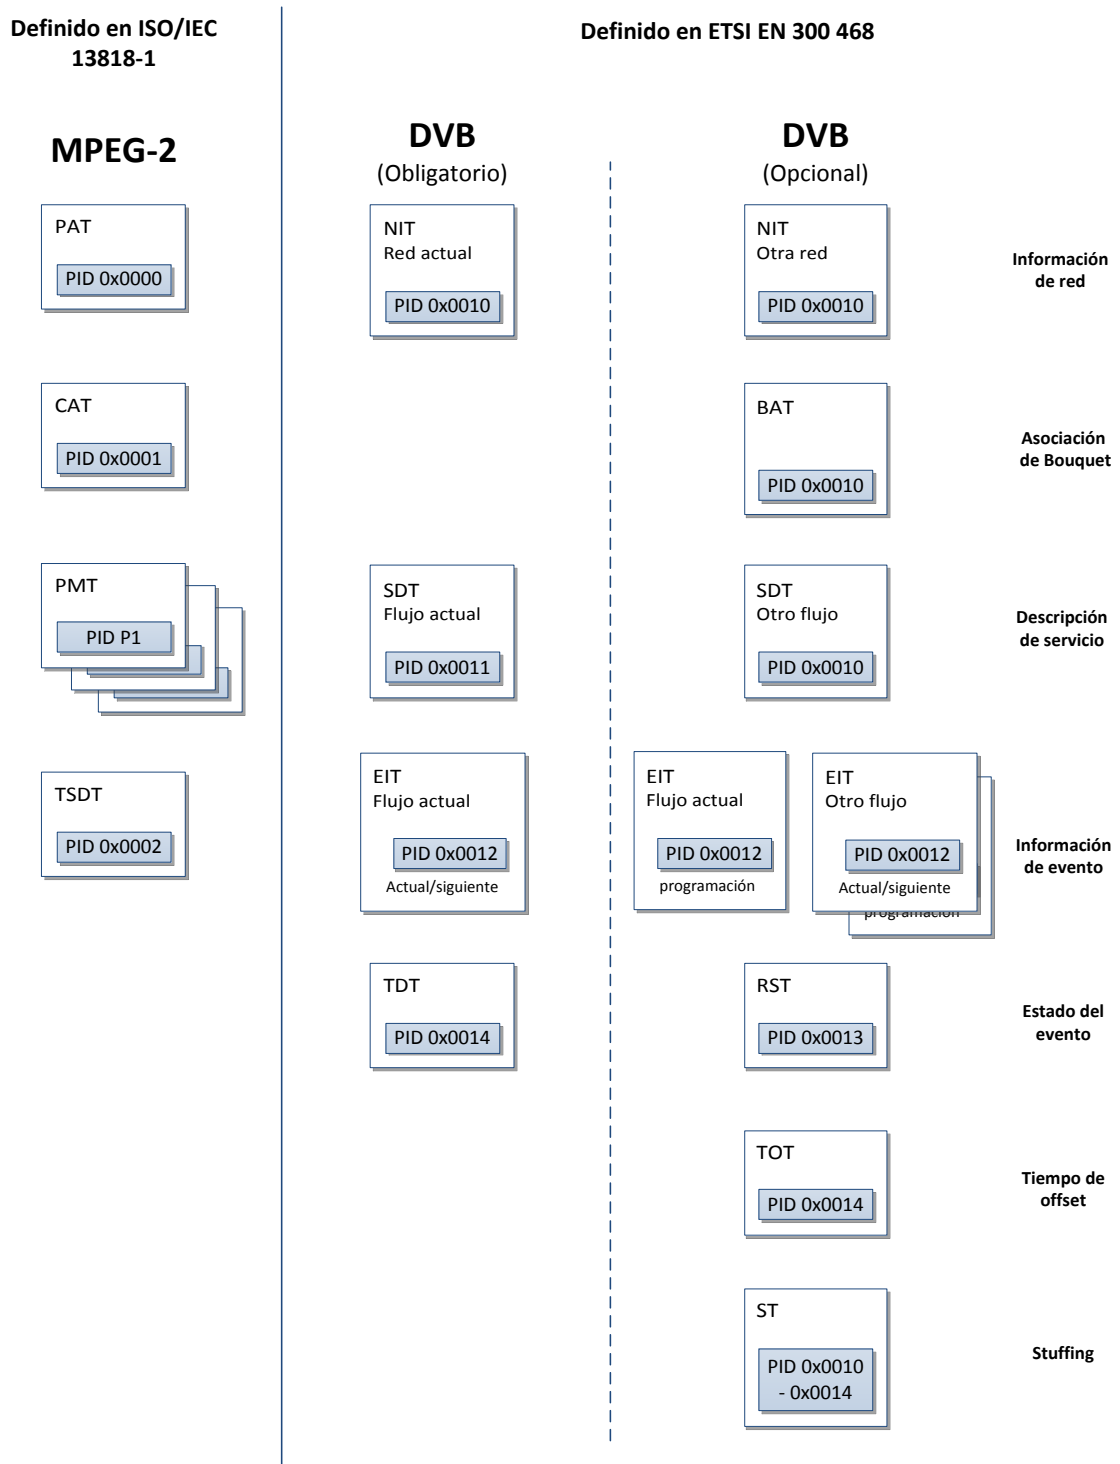 Definido en ISO/IEC
13818-1
Definido en ETSI EN 300 468
MPEG-2
DVB
(Obligatorio)
DVB
(Opcional)
PAT
PID 0x0000
NIT
Red actual
PID 0x0010
NIT
Otra red
PID 0x0010
Información
de red
CAT
PID 0x0001
BAT
PID 0x0010
Asociación
de Bouquet
PMT
PID P1
SDT
Flujo actual
PID 0x0011
SDT
Otro flujo
PID 0x0010
Descripción
de servicio
TSDT
PID 0x0002
EIT
Flujo actual
PID 0x0012
Actual/siguiente
EIT
Flujo actual
PID 0x0012
programación
EIT
Otro flujo
PID 0x0012
Actual/siguiente
programación
Información
de evento
TDT
PID 0x0014
RST
PID 0x0013
Estado del
evento
TOT
PID 0x0014
Tiempo de
offset
ST
PID 0x0010
- 0x0014
Stuffing